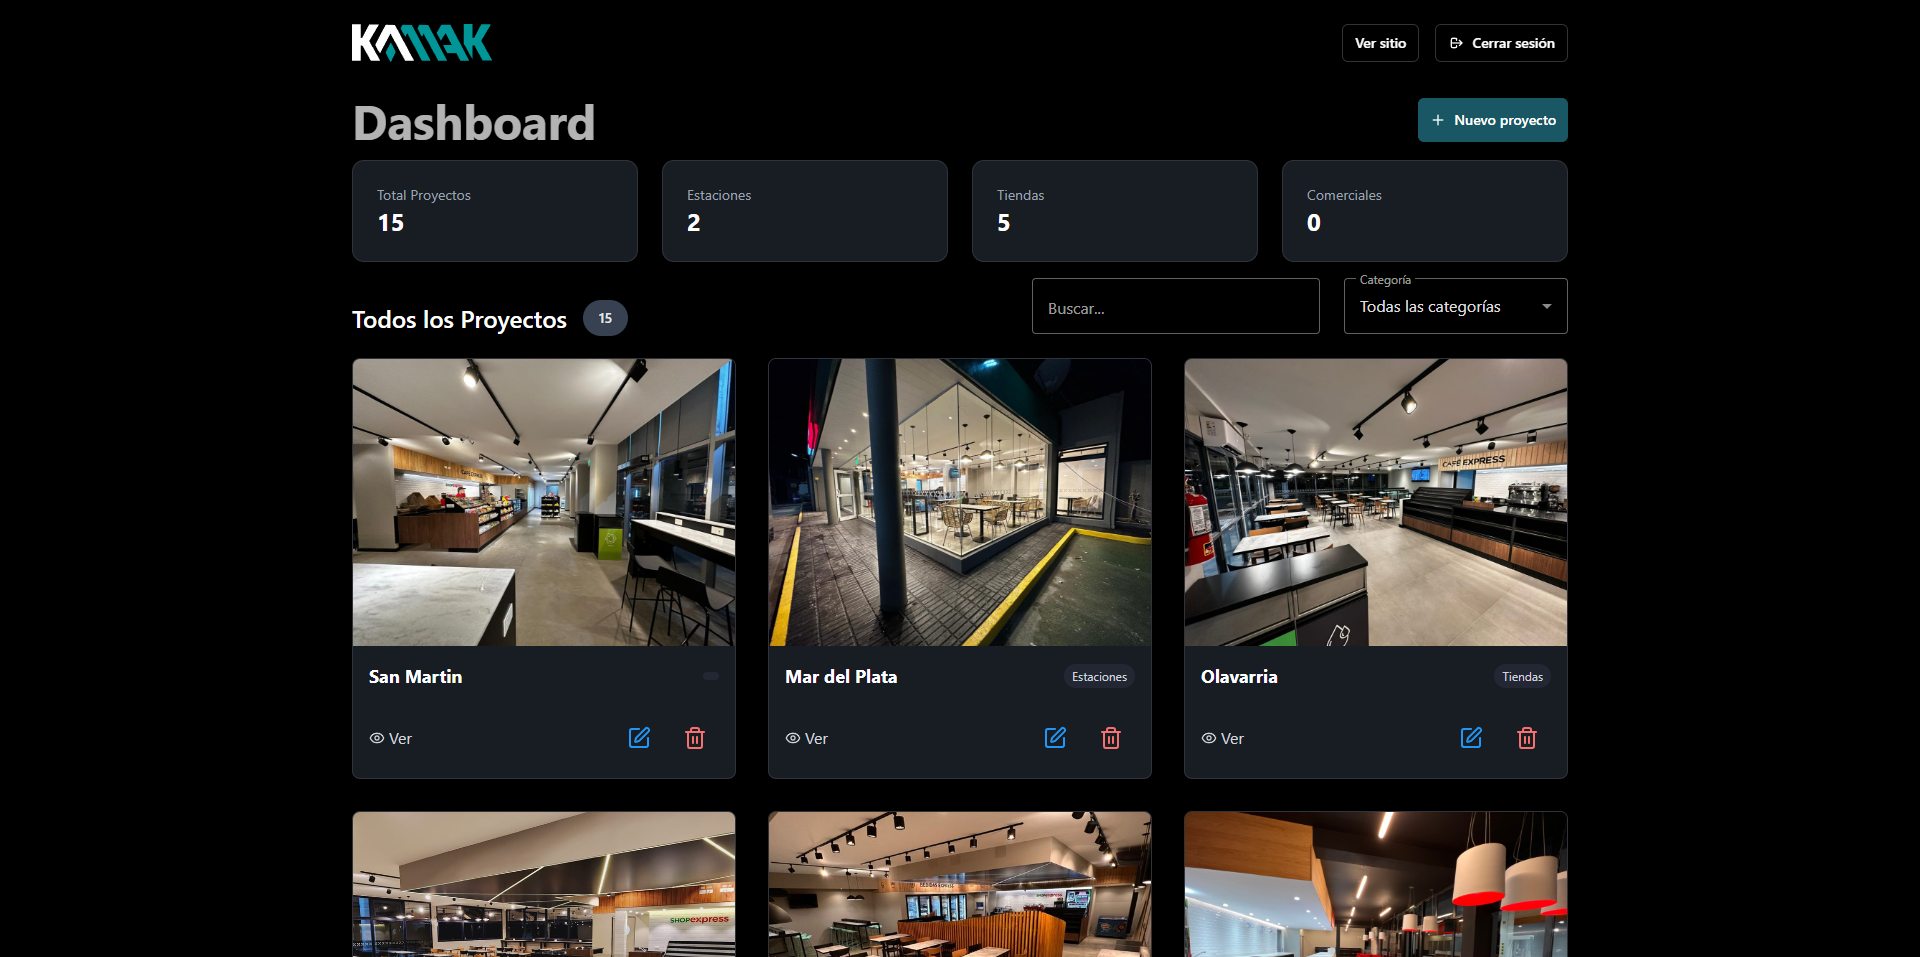 KAMAK
Ver sitio
Cerrar sesión
Dashboard
+ Nuevo proyecto
Total Proyectos
15
Estaciones
2
Tiendas
5
Comerciales
0
Todos los Proyectos
15
Buscar...
Categoría
Todas las categorías
CAFE EXPRESS
San Martin
Ver
Mar del Plata
Estaciones
Ver
Olavarria
Tiendas
Ver
SHOPexpress
BEBIDAS EXPRESS